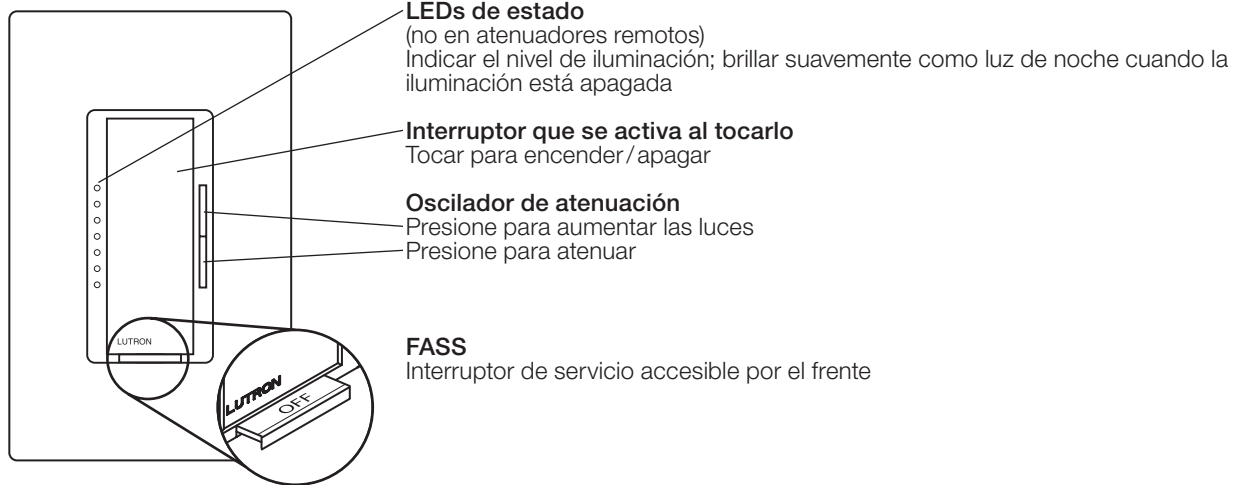 LEDs de estado
(no en atenuadores remotos)
Indicar el nivel de iluminación; brillar suavemente como luz de noche cuando la
iluminación está apagada
Interruptor que se activa al tocarlo
Tocar para encender/apagar
Oscilador de atenuación
Presione para aumentar las luces
Presione para atenuar
FASS
Interruptor de servicio accesible por el frente
LUTRON
LUTRON
OFF